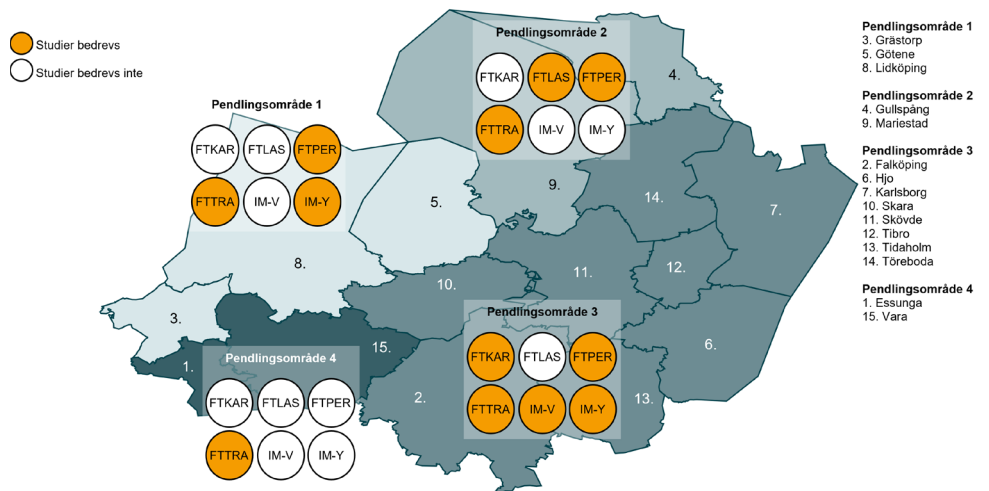 Studier bedrevs
Studier bedrevs inte
Pendlingsområde 1
FTKAR FTLAS FTPER
FTTRA IM-V IM-Y
Pendlingsområde 2
FTKAR FTLAS FTPER
FTTRA IM-V IM-Y
4.
9.
14.
5.
7.
8.
10.
11.
12.
3.
Pendlingsområde 3
FTKAR FTLAS FTPER
FTTRA IM-V IM-Y
6.
15.
1.
Pendlingsområde 4
FTKAR FTLAS FTPER
FTTRA IM-V IM-Y
2.
13.
Pendlingsområde 1
3. Grästorp
5. Götene
8. Lidköping
Pendlingsområde 2
4. Gullspång
9. Mariestad
Pendlingsområde 3
2. Falköping
6. Hjo
7. Karlsborg
10. Skara
11. Skövde
12. Tibro
13. Tidaholm
14. Töreboda
Pendlingsområde 4
1. Essunga
15. Vara